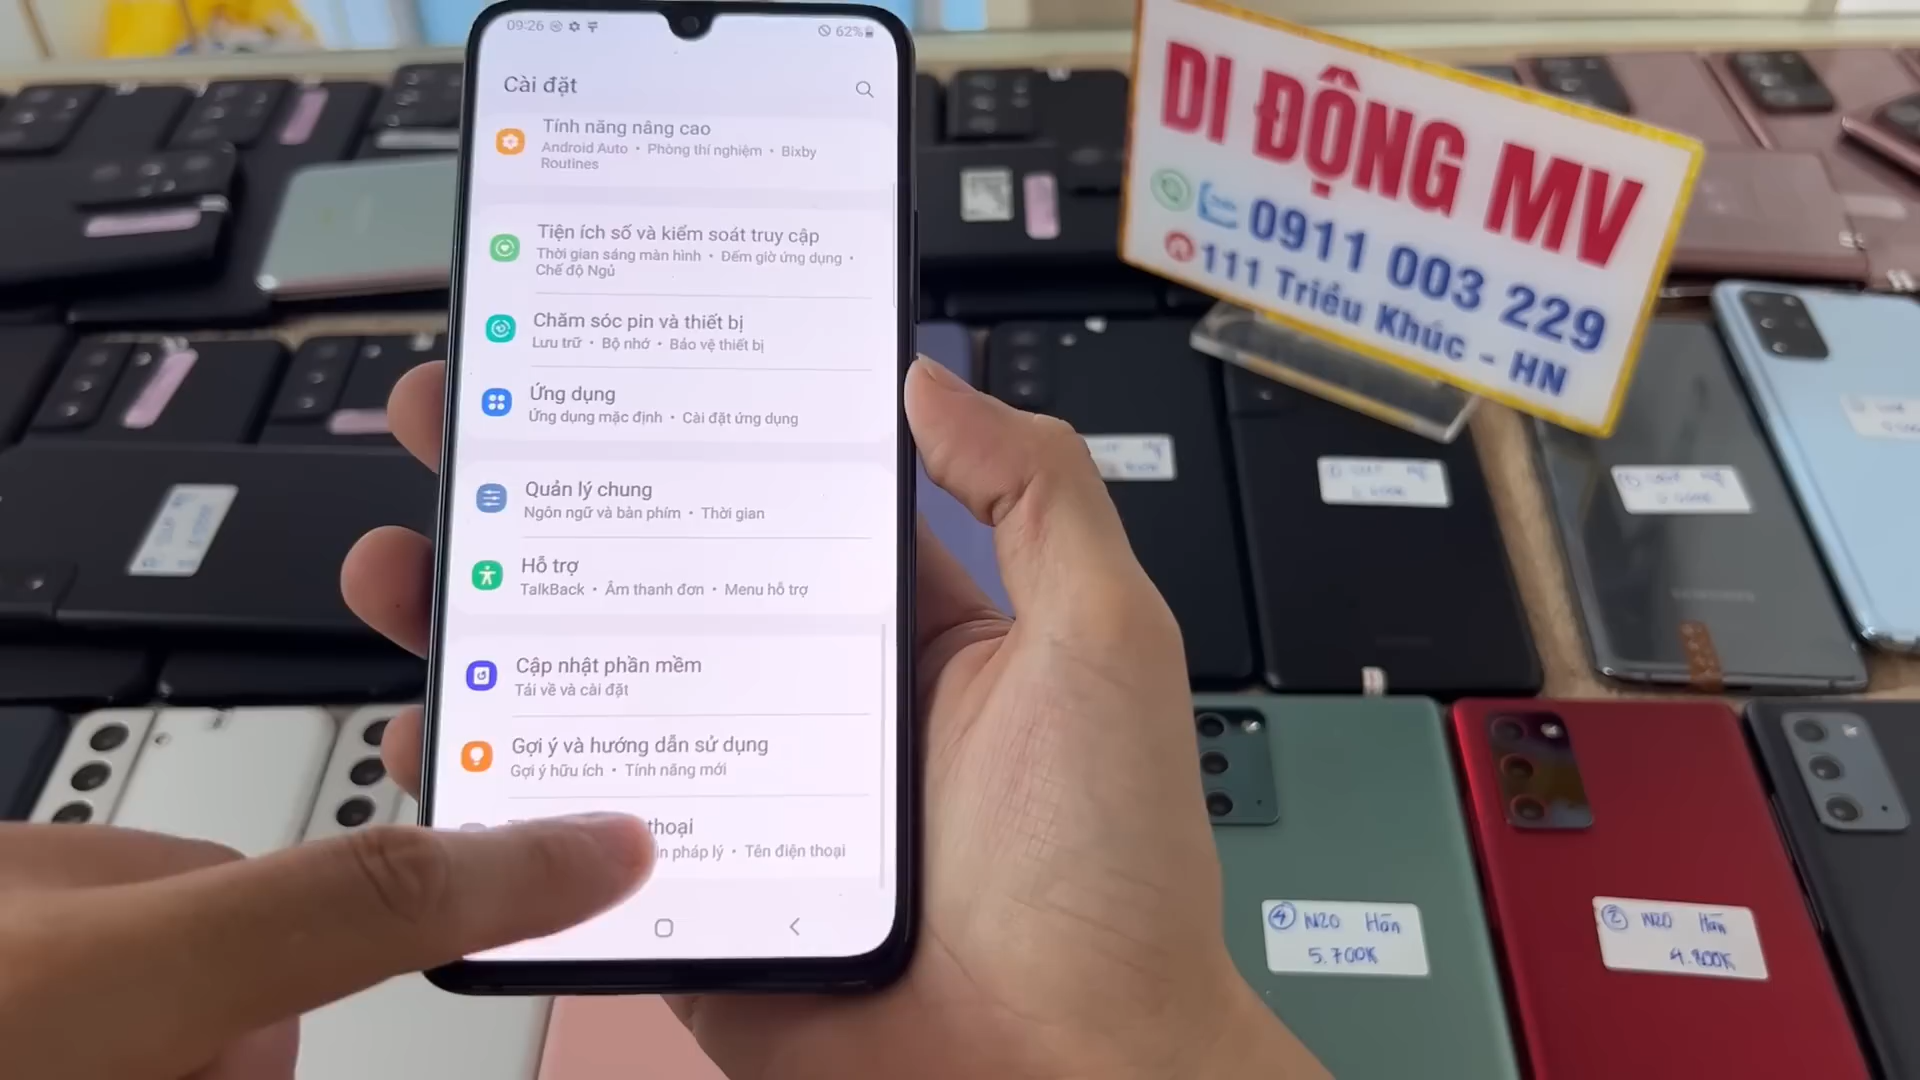 09:26
62%
Cài đặt
Tính năng nâng cao
Android Auto • Phòng thí nghiệm • Bixby
Routines
Tiện ích số và kiểm soát truy cập
Thời gian sáng màn hình • Đếm giờ ứng dụng •
Chế độ Ngủ
Chăm sóc pin và thiết bị
Lưu trữ • Bộ nhớ • Bảo vệ thiết bị
Ứng dụng
Ứng dụng mặc định • Cài đặt ứng dụng
Quản lý chung
Ngôn ngữ và bàn phím • Thời gian
Hỗ trợ
TalkBack • Âm thanh đơn • Menu hỗ trợ
Cập nhật phần mềm
Tải về và cài đặt
Gợi ý và hướng dẫn sử dụng
Gợi ý hữu ích • Tính năng mới
thoại
pháp lý • Tên điện thoại
DI ĐỘNG MV
0911 003 229
111 Triều Khúc - HN
4 N20 Hàn
5.700K
2 N20 Hàn
4.800K